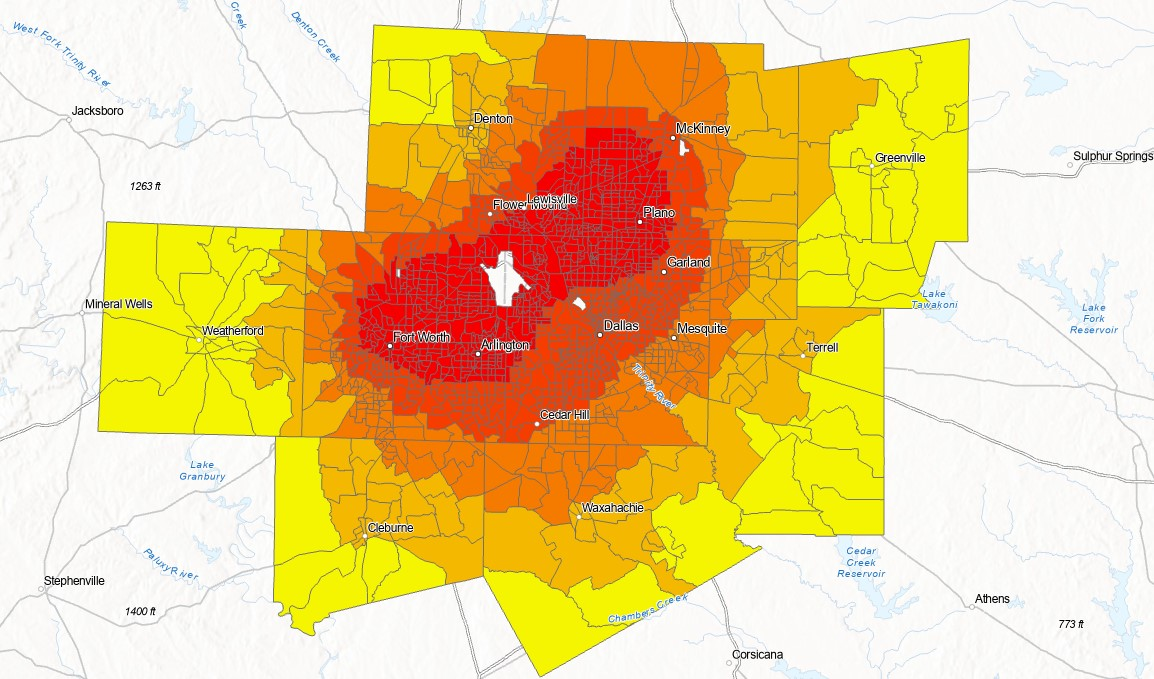 West Fork Trinity River
Creek
Denton Creek
Jacksboro
Denton
McKinney
Sulphur Springs
Greenville
1263 ft
Lewisville
Flower Mound
Plano
Garland
Mineral Wells
Weatherford
Lake
Tawakoni
Lake
Fork
Reservoir
Fort Worth
Arlington
Dallas
Mesquite
Terrell
Trinity River
Cedar Hill
Lake
Granbury
Waxahachie
Cleburne
Paluxy River
Cedar
Creek
Reservoir
Stephenville
1400 ft
Chambers Creek
Athens
773 ft
Corsicana